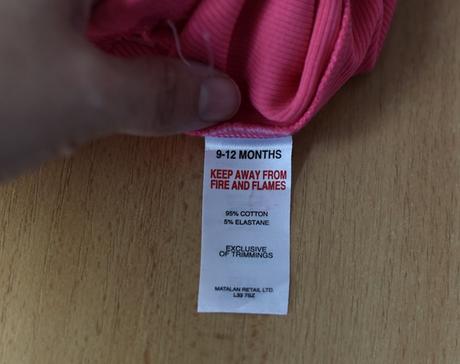 9-12 MONTHS
KEEP AWAY FROM
FIRE AND FLAMES
95% COTTON
5% ELASTANE
EXCLUSIVE
OF TRIMMINGS
MATALAN RETAIL LTD.
L33 7SZ